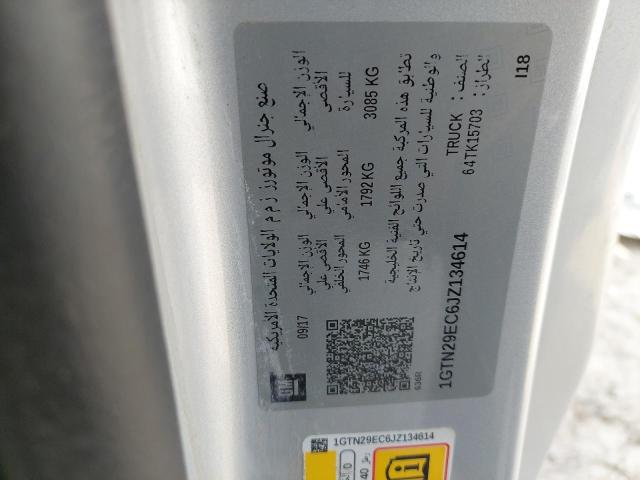 صنع جنرال موتورز ز م م الولايات المتحدة الأمريكية
GM
09/17
الوزن الإجمالي
الأقصى
للسيارة
3085 KG
الوزن الإجمالي
الأقصى على
المحور الأمامي
1792 KG
الوزن الإجمالي
الأقصى على
المحور الخلفي
1746 KG
تطابق هذه المركبة جميع اللوائح الفنية الخليجية
والوطنية للسيارات التي صدرت حتى تاريخ الإنتاج
الصنف : TRUCK
الطراز : 64TK15703
636R
1GTN29EC6JZ134614
I18
1GTN29EC6JZ134614